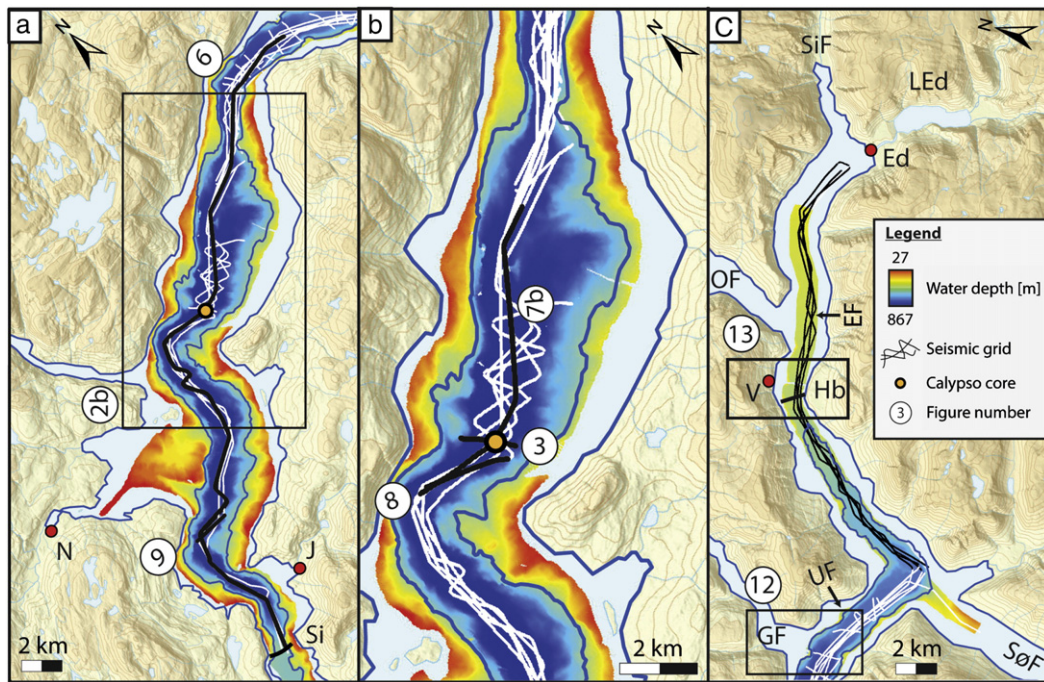 a
N
6
2b
N
9
J
Si
2 km
b
N
7b
3
8
2 km
C
N
SiF
LEd
Ed
Legend
27
Water depth [m]
867
Seismic grid
Calypso core
3 Figure number
OF
EF
13
V
Hb
12
UF
GF
SøF
2 km